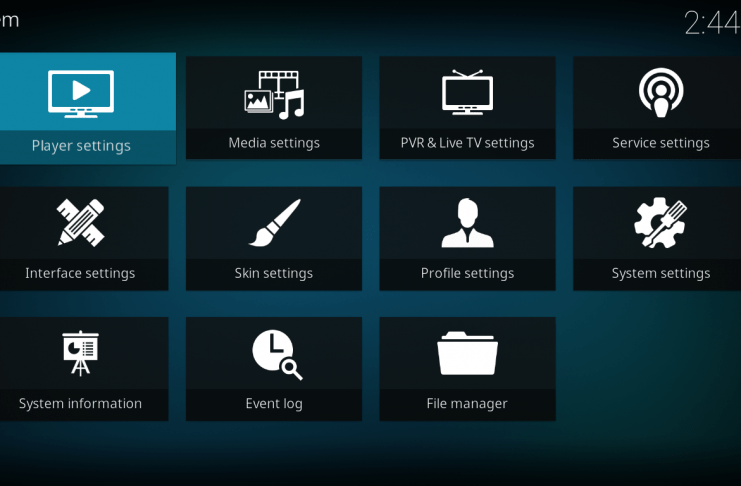 em
2:44
Player settings
Media settings
PVR & Live TV settings
Service settings
Interface settings
Skin settings
Profile settings
System settings
System information
Event log
File manager